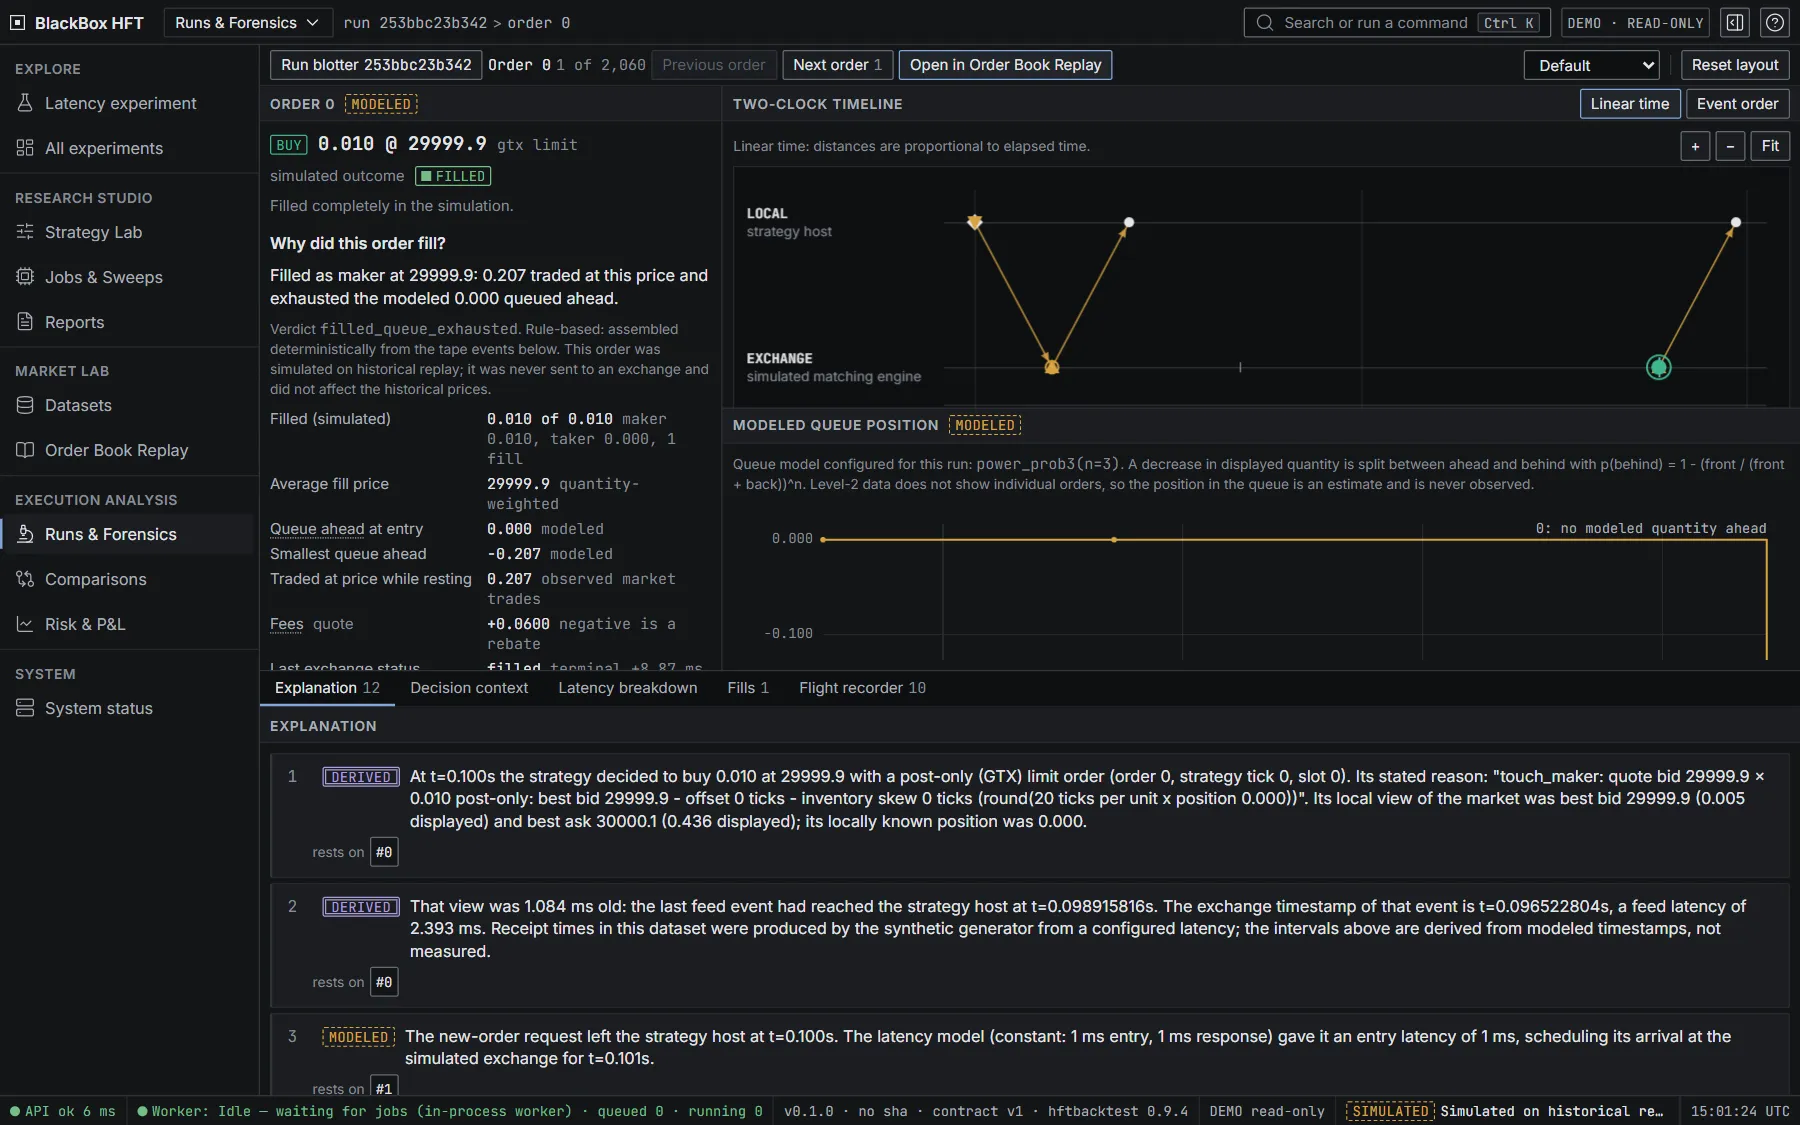 BlackBox HFT
Runs & Forensics
run 253bbc23b342 > order 0
Search or run a command Ctrl K
DEMO · READ-ONLY
EXPLORE
Latency experiment
All experiments
RESEARCH STUDIO
Strategy Lab
Jobs & Sweeps
Reports
MARKET LAB
Datasets
Order Book Replay
EXECUTION ANALYSIS
Runs & Forensics
Comparisons
Risk & P&L
SYSTEM
System status
Run blotter 253bbc23b342 Order 0 1 of 2,060 Previous order Next order 1 Open in Order Book Replay
Default Reset layout
ORDER 0 MODELED
BUY 0.010 @ 29999.9 gtx limit
simulated outcome FILLED
Filled completely in the simulation.
Why did this order fill?
Filled as maker at 29999.9: 0.207 traded at this price and
exhausted the modeled 0.000 queued ahead.
Verdict filled_queue_exhausted. Rule-based: assembled
deterministically from the tape events below. This order was
simulated on historical replay; it was never sent to an exchange and
did not affect the historical prices.
Filled (simulated) 0.010 of 0.010 maker
0.010, taker 0.000, 1
fill
Average fill price 29999.9 quantity-
weighted
Queue ahead at entry 0.000 modeled
Smallest queue ahead -0.207 modeled
Traded at price while resting 0.207 observed market
trades
Fees quote +0.0600 negative is a
rebate
Last exchange status filled terminal +8.87 ms
TWO-CLOCK TIMELINE
Linear time Event order
Linear time: distances are proportional to elapsed time.
+ − Fit
LOCAL
strategy host
EXCHANGE
simulated matching engine
MODELED QUEUE POSITION MODELED
Queue model configured for this run: power_prob3(n=3). A decrease in displayed quantity is split between ahead and behind with p(behind) = 1 - (front / (front
+ back))^n. Level-2 data does not show individual orders, so the position in the queue is an estimate and is never observed.
0: no modeled quantity ahead
0.000
-0.100
Explanation 12 Decision context Latency breakdown Fills 1 Flight recorder 10
EXPLANATION
1 DERIVED At t=0.100s the strategy decided to buy 0.010 at 29999.9 with a post-only (GTX) limit order (order 0, strategy tick 0, slot 0). Its stated reason: "touch_maker: quote bid 29999.9 ×
0.010 post-only: best bid 29999.9 - offset 0 ticks - inventory skew 0 ticks (round(20 ticks per unit x position 0.000))". Its local view of the market was best bid 29999.9 (0.005
displayed) and best ask 30000.1 (0.436 displayed); its locally known position was 0.000.
rests on #0
2 DERIVED That view was 1.084 ms old: the last feed event had reached the strategy host at t=0.098915816s. The exchange timestamp of that event is t=0.096522804s, a feed latency of
2.393 ms. Receipt times in this dataset were produced by the synthetic generator from a configured latency; the intervals above are derived from modeled timestamps, not
measured.
rests on #0
3 MODELED The new-order request left the strategy host at t=0.100s. The latency model (constant: 1 ms entry, 1 ms response) gave it an entry latency of 1 ms, scheduling its arrival at the
simulated exchange for t=0.101s.
rests on #1
API ok 6 ms Worker: Idle — waiting for jobs (in-process worker) · queued 0 · running 0 v0.1.0 · no sha · contract v1 · hftbacktest 0.9.4 DEMO read-only SIMULATED Simulated on historical re… 15:01:24 UTC